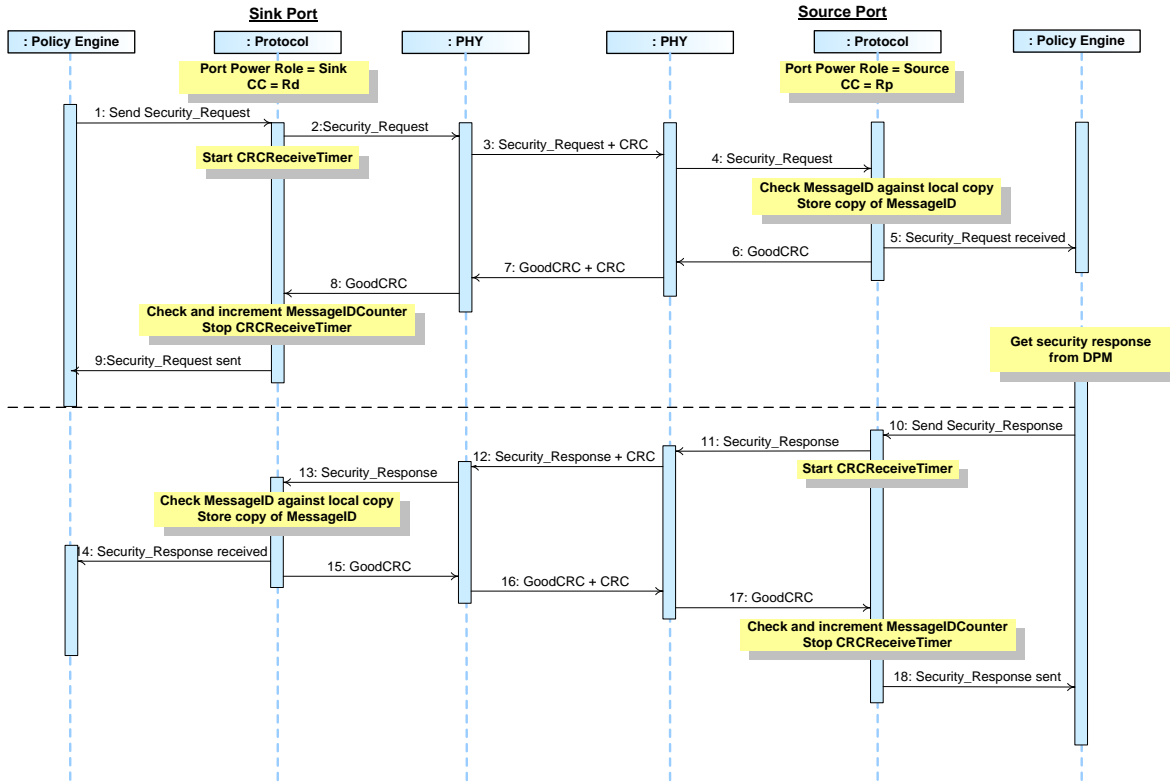 Sink Port
Source Port
: Policy Engine
: Protocol
: PHY
: PHY
: Protocol
: Policy Engine
Port Power Role = Sink
CC = Rd
Port Power Role = Source
CC = Rp
1: Send Security_Request
2:Security_Request
Start CRCReceiveTimer
3: Security_Request + CRC
4: Security_Request
Check MessageID against local copy
Store copy of MessageID
5: Security_Request received
6: GoodCRC
7: GoodCRC + CRC
8: GoodCRC
Check and increment MessageIDCounter
Stop CRCReceiveTimer
9:Security_Request sent
Get security response
from DPM
10: Send Security_Response
11: Security_Response
Start CRCReceiveTimer
12: Security_Response + CRC
13: Security_Response
Check MessageID against local copy
Store copy of MessageID
14: Security_Response received
15: GoodCRC
16: GoodCRC + CRC
17: GoodCRC
Check and increment MessageIDCounter
Stop CRCReceiveTimer
18: Security_Response sent